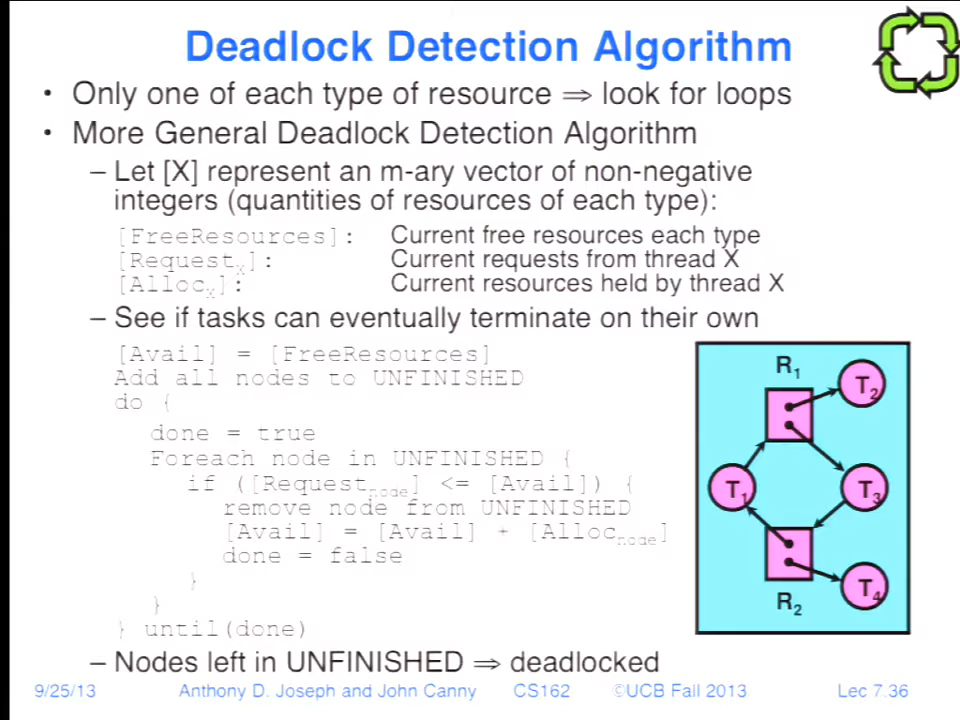 Deadlock Detection Algorithm
• Only one of each type of resource ⇒ look for loops
• More General Deadlock Detection Algorithm
– Let [X] represent an m-ary vector of non-negative
integers (quantities of resources of each type):
[FreeResources]: Current free resources each type
[Requestₓ]: Current requests from thread X
[Allocₓ]: Current resources held by thread X
– See if tasks can eventually terminate on their own
[Avail] = [FreeResources]
Add all nodes to UNFINISHED
do {
done = true
Foreach node in UNFINISHED {
if ([Request_node] <= [Avail]) {
remove node from UNFINISHED
[Avail] = [Avail] + [Alloc_node]
done = false
}
}
} until(done)
– Nodes left in UNFINISHED ⇒ deadlocked
R₁
T₂
T₁
T₃
R₂
T₄
9/25/13 Anthony D. Joseph and John Canny CS162 ©UCB Fall 2013 Lec 7.36